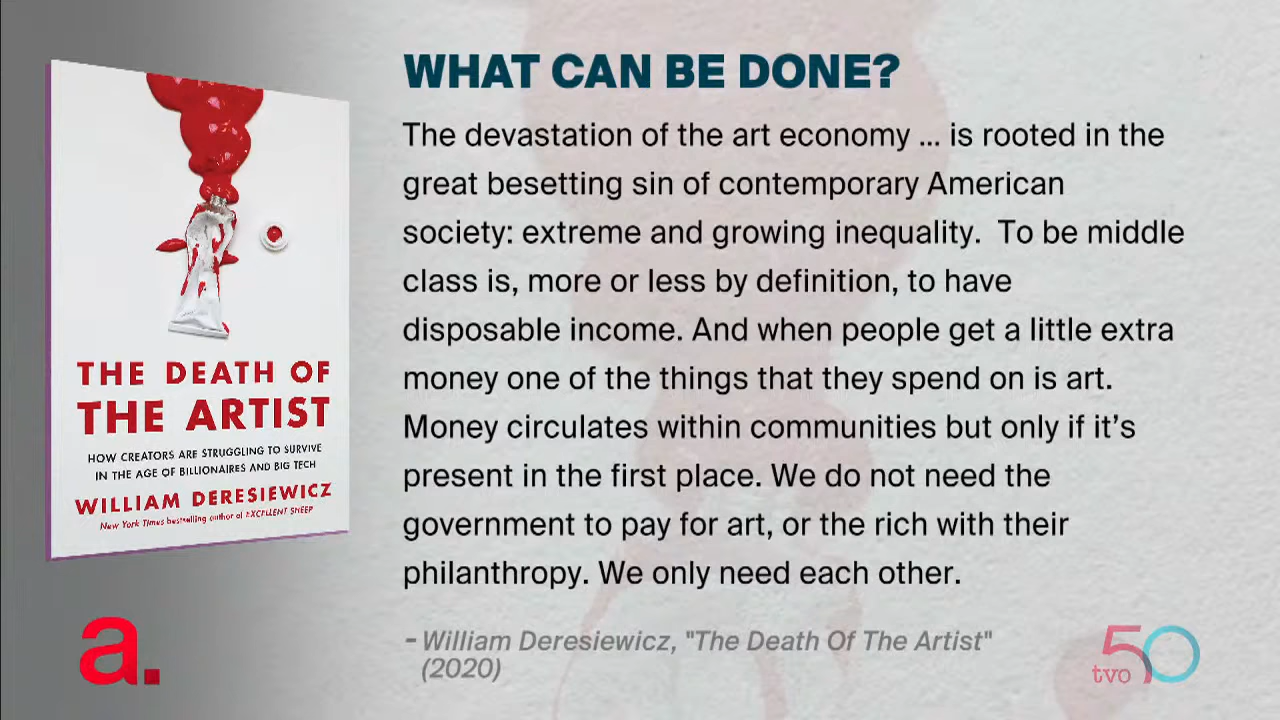 WHAT CAN BE DONE?
The devastation of the art economy ... is rooted in the
great besetting sin of contemporary American
society: extreme and growing inequality.  To be middle
class is, more or less by definition, to have
disposable income. And when people get a little extra
money one of the things that they spend on is art.
Money circulates within communities but only if it's
present in the first place. We do not need the
government to pay for art, or the rich with their
philanthropy. We only need each other.
- William Deresiewicz, "The Death Of The Artist"
(2020)
THE DEATH OF
THE ARTIST
HOW CREATORS ARE STRUGGLING TO SURVIVE
IN THE AGE OF BILLIONAIRES AND BIG TECH
WILLIAM DERESIEWICZ
New York Times bestselling author of EXCELLENT SHEEP
a.
tvo 50